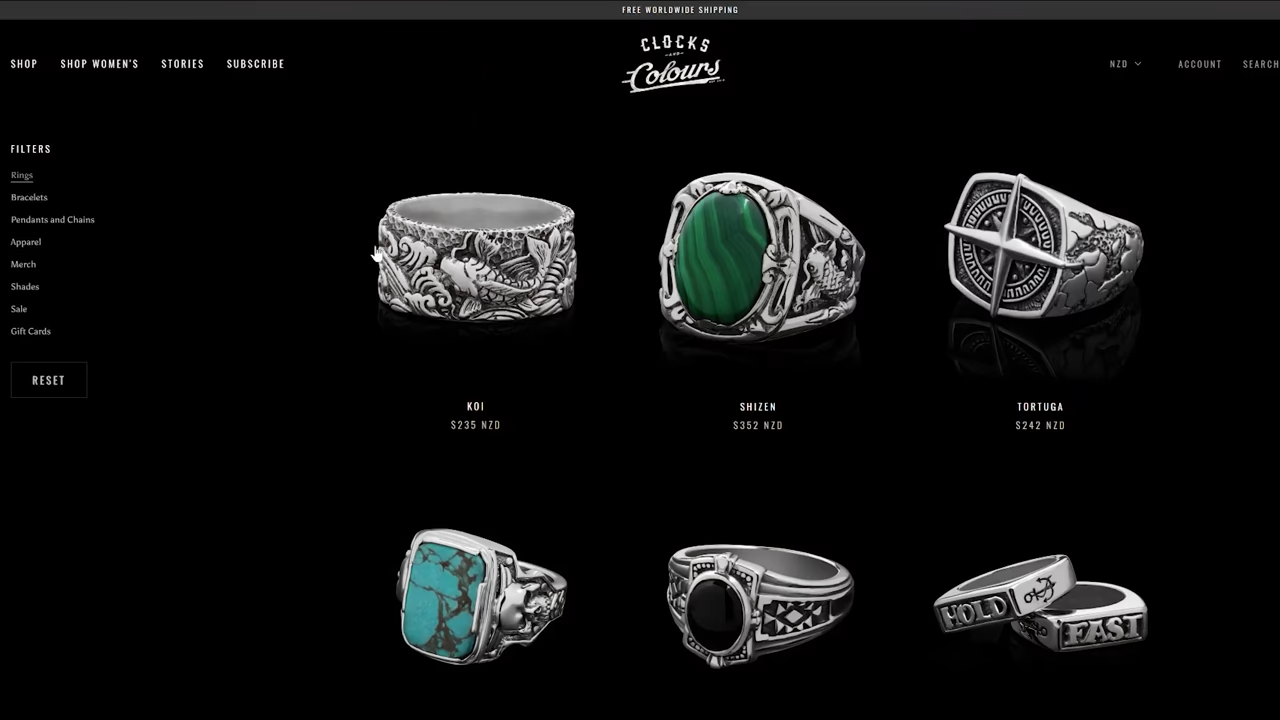 FREE WORLDWIDE SHIPPING
SHOP SHOP WOMEN'S STORIES SUBSCRIBE
CLOCKS
AND
Colours
NZD ACCOUNT SEARCH
FILTERS
Rings
Bracelets
Pendants and Chains
Apparel
Merch
Shades
Sale
Gift Cards
RESET
KOI
$235 NZD
SHIZEN
$352 NZD
TORTUGA
$242 NZD
HOLD
FAST